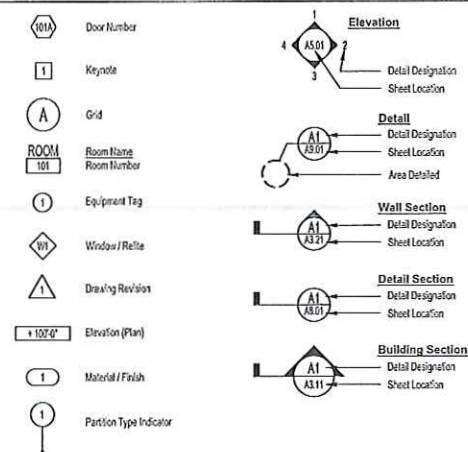 101A
Door Number
1
Keynote
A
Grid
ROOM
101
Room Name
Room Number
1
Equipment Tag
W1
Window / Relite
1
Drawing Revision
+ 100'-0"
Elevation (Plan)
1
Material / Finish
1
Partition Type Indicator
Elevation
1
4
A5.01
2
3
Detail Designation
Sheet Location
Detail
A1
A9.01
Detail Designation
Sheet Location
Area Detailed
Wall Section
A1
A3.21
Detail Designation
Sheet Location
Detail Section
A1
A8.01
Detail Designation
Sheet Location
Building Section
A1
A3.11
Detail Designation
Sheet Location